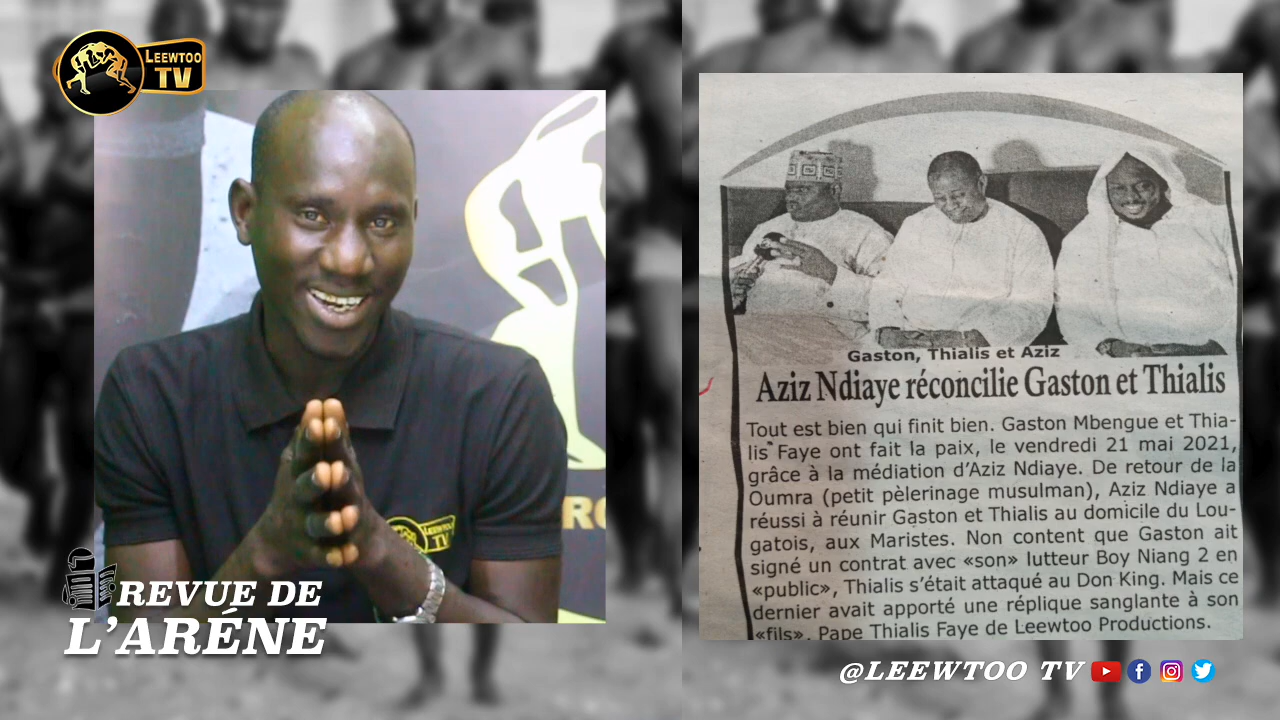 LEEWTOO
TV
LEEWTOO
TV
REVUE DE
L'ARÉNE
Gaston, Thialis et Aziz
Aziz Ndiaye réconcilie Gaston et Thialis
Tout est bien qui finit bien. Gaston Mbengue et Thia-
lis Faye ont fait la paix, le vendredi 21 mai 2021,
grâce à la médiation d'Aziz Ndiaye. De retour de la
Oumra (petit pèlerinage musulman), Aziz Ndiaye a
réussi à réunir Gaston et Thialis au domicile du Lou-
gatois, aux Maristes. Non content que Gaston ait
signé un contrat avec «son» lutteur Boy Niang 2 en
«public», Thialis s'était attaqué au Don King. Mais ce
dernier avait apporté une réplique sanglante à son
«fils», Pape Thialis Faye de Leewtoo Productions.
@LEEWTOO TV